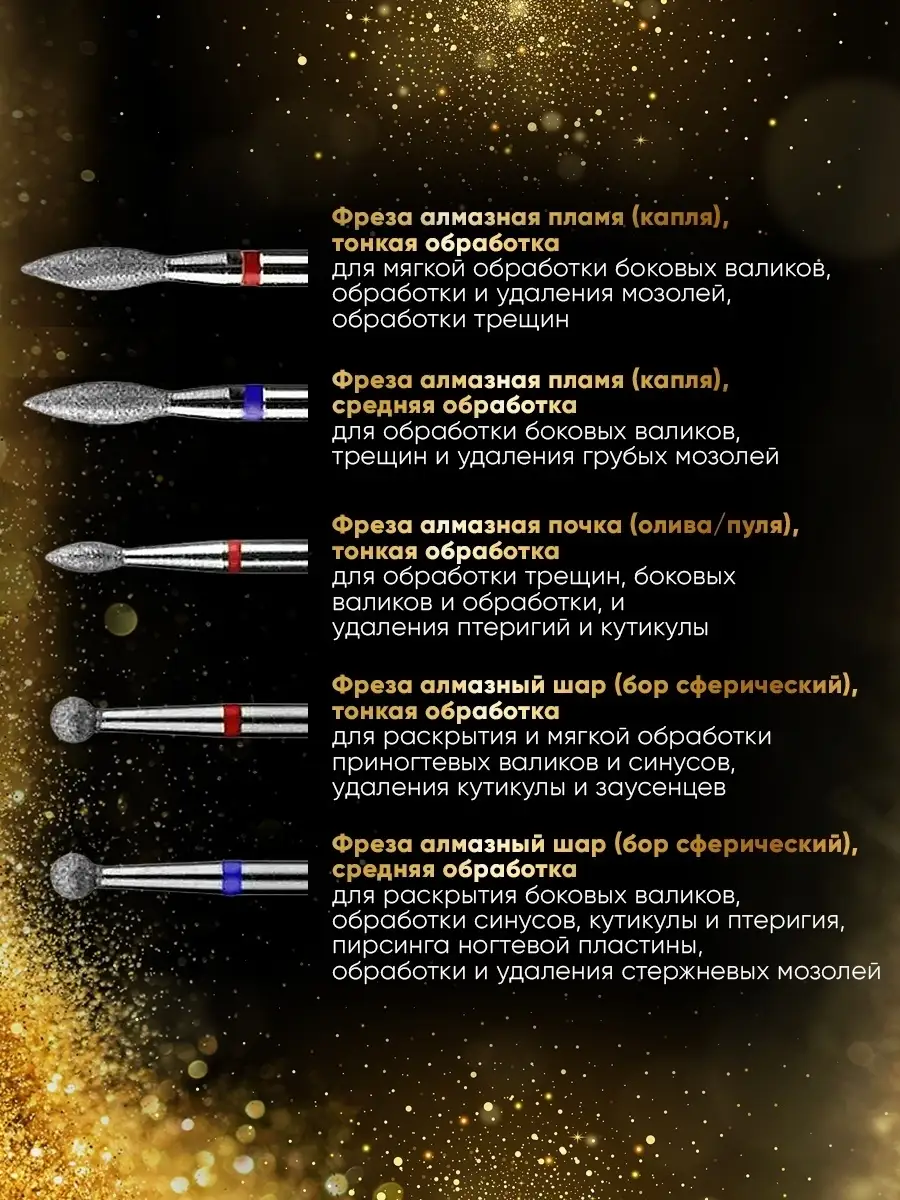 Фреза алмазная пламя (капля),
тонкая обработка
для мягкой обработки боковых валиков,
обработки и удаления мозолей,
обработки трещин
Фреза алмазная пламя (капля),
средняя обработка
для обработки боковых валиков,
трещин и удаления грубых мозолей
Фреза алмазная почка (олива/пуля),
тонкая обработка
для обработки трещин, боковых
валиков и обработки, и
удаления птеригий и кутикулы
Фреза алмазный шар (бор сферический),
тонкая обработка
для раскрытия и мягкой обработки
приногтевых валиков и синусов,
удаления кутикулы и заусенцев
Фреза алмазный шар (бор сферический),
средняя обработка
для раскрытия боковых валиков,
обработки синусов, кутикулы и птеригия,
пирсинга ногтевой пластины,
обработки и удаления стержневых мозолей